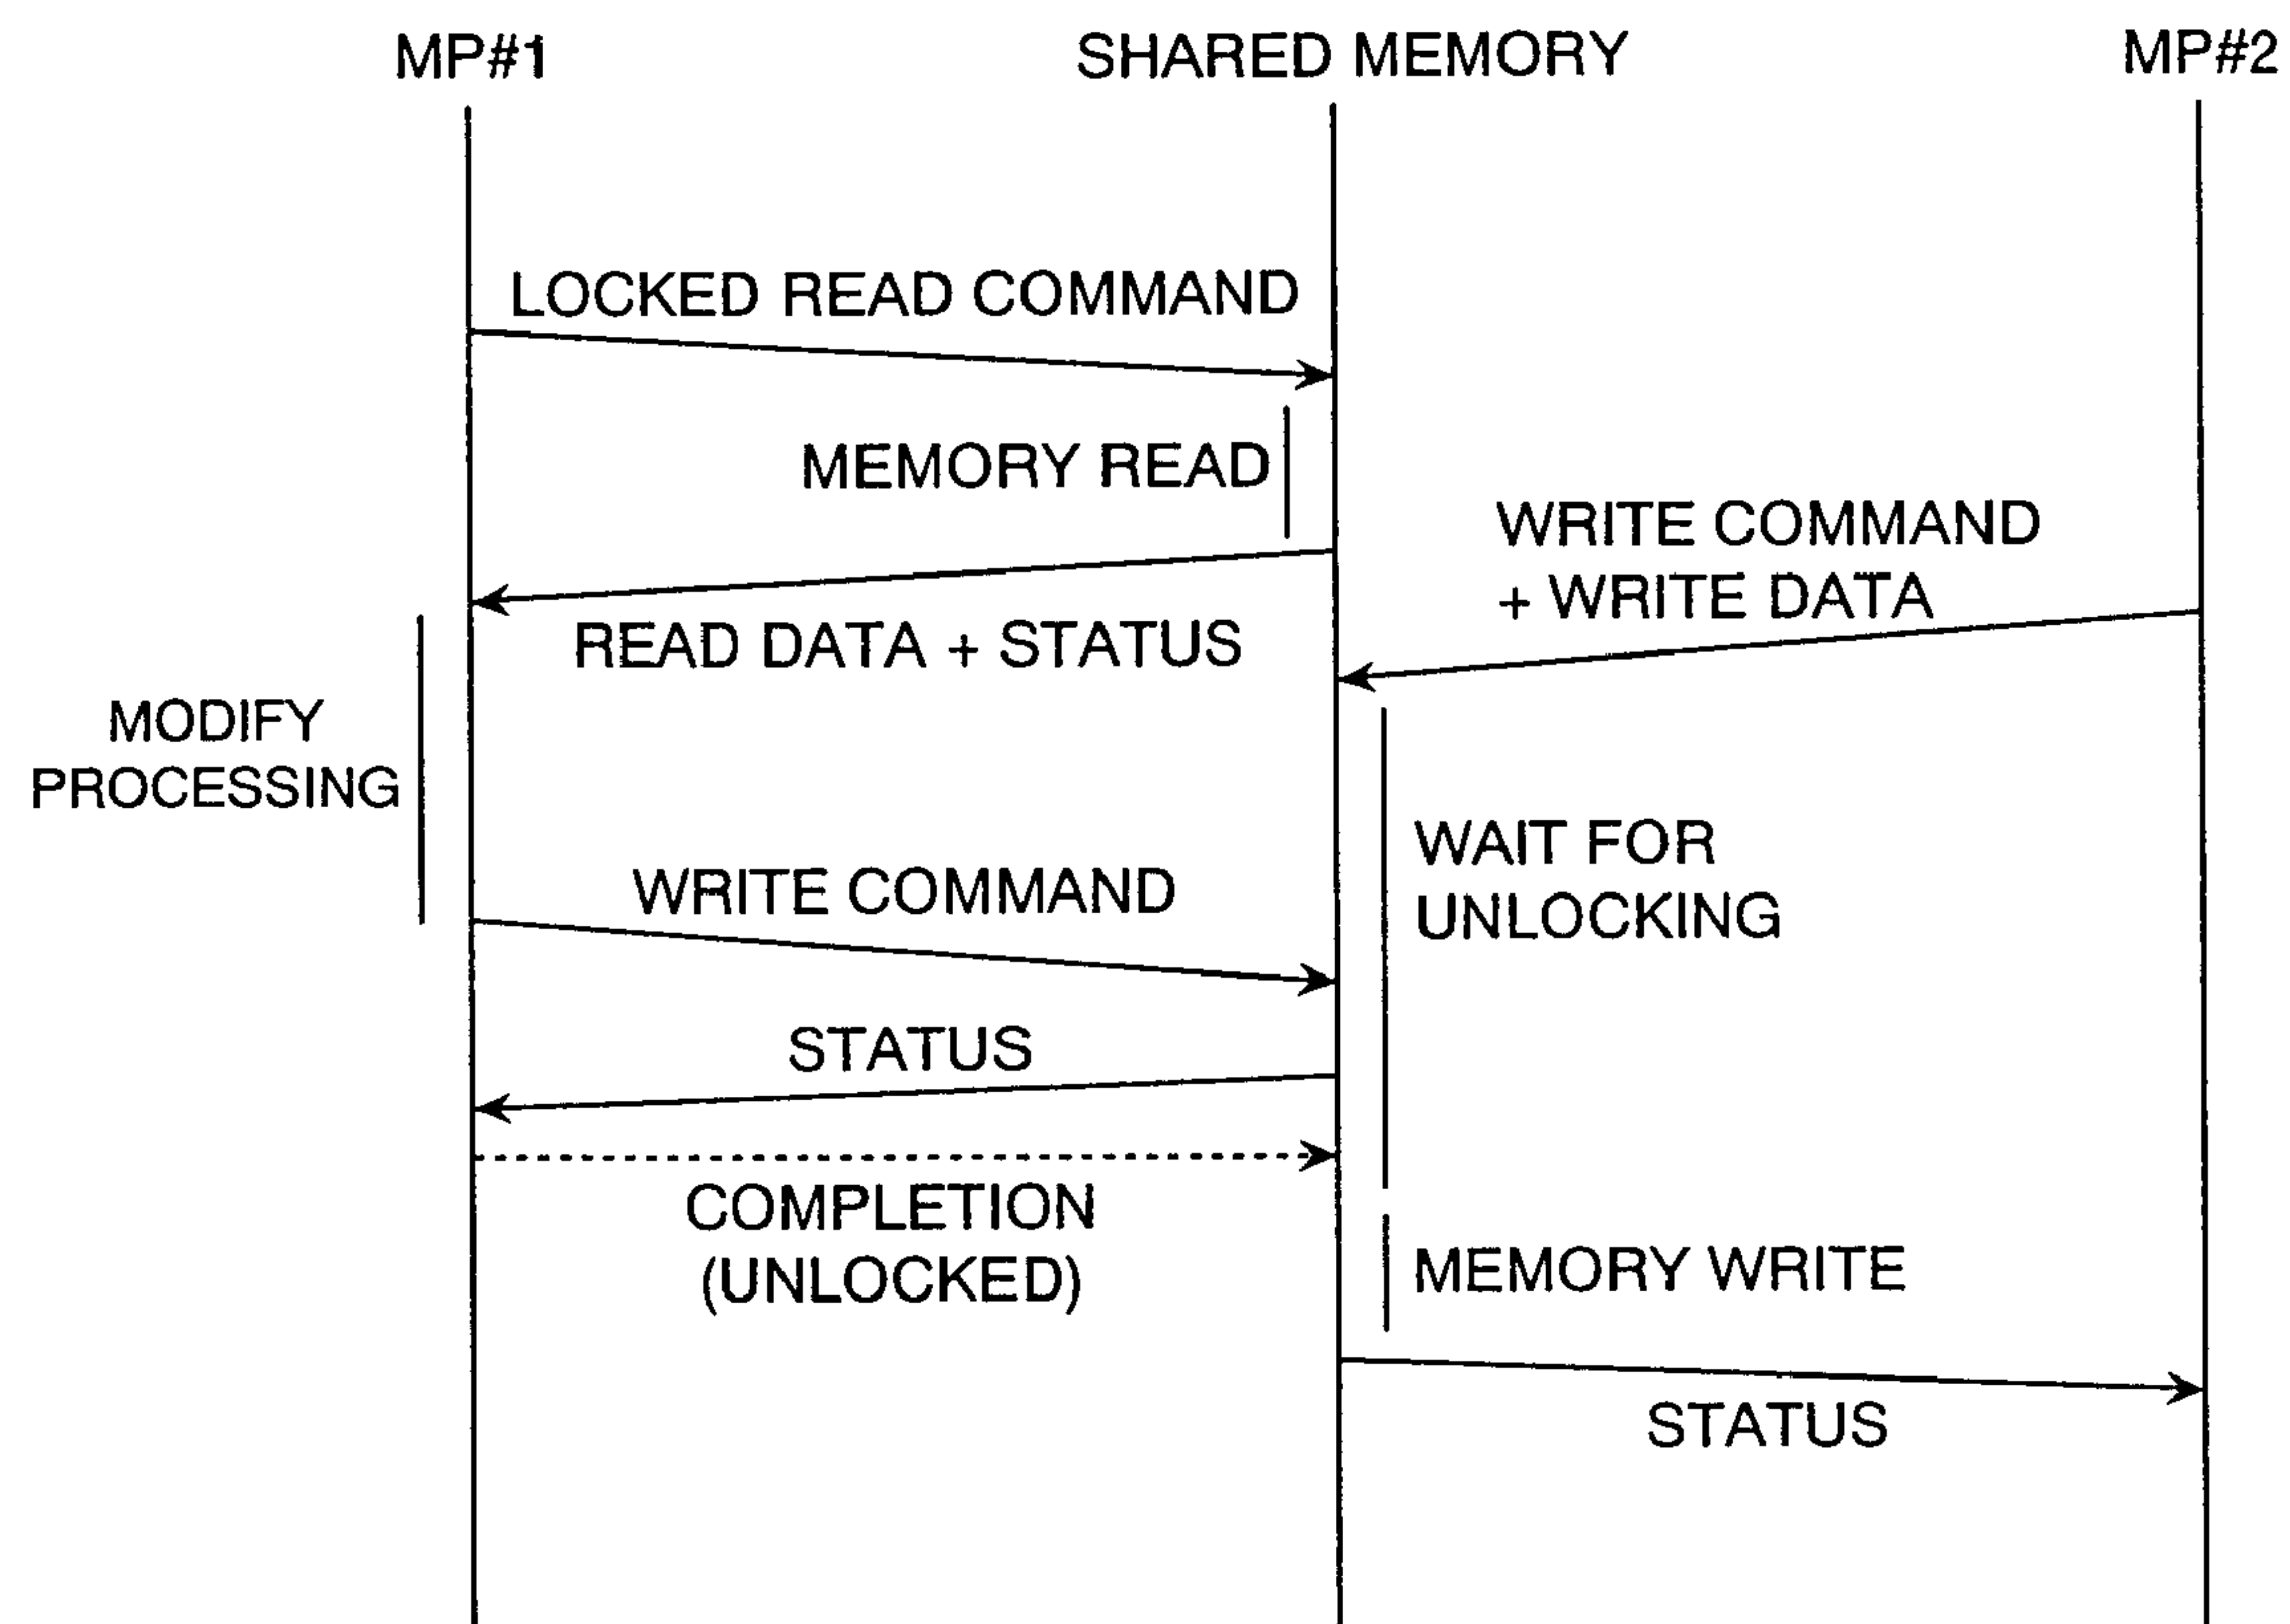 MP#1
SHARED MEMORY
MP#2
LOCKED READ COMMAND
MEMORY READ
WRITE COMMAND
+ WRITE DATA
READ DATA + STATUS
MODIFY
PROCESSING
WAIT FOR
UNLOCKING
WRITE COMMAND
STATUS
COMPLETION
(UNLOCKED)
MEMORY WRITE
STATUS